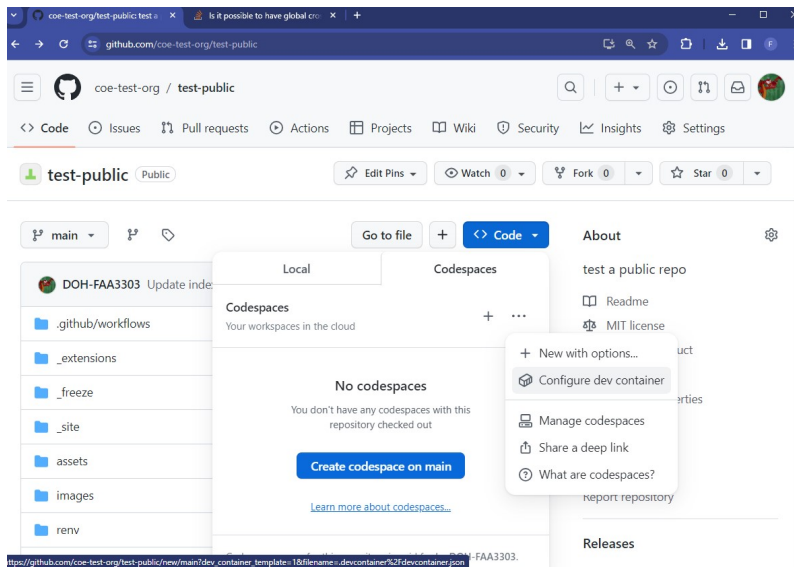 coe-test-org/test-public: test a
Is it possible to have global cro
github.com/coe-test-org/test-public
F
coe-test-org / test-public
Code Issues Pull requests Actions Projects Wiki Security Insights Settings
test-public Public Edit Pins Watch 0 Fork 0 Star 0
main Go to file Code About
Local Codespaces test a public repo
DOH-FAA3303 Update inde
Codespaces
Your workspaces in the cloud
Readme
.github/workflows
MIT license
New with options...
uct
_extensions
Configure dev container
_freeze
No codespaces
erties
You don't have any codespaces with this
repository checked out
Manage codespaces
_site
Share a deep link
assets
Create codespace on main
What are codespaces?
images
Report repository
Learn more about codespaces...
renv
Releases
FAA3303.
https://github.com/coe-test-org/test-public/new/main?dev_container_template=1&filename=.devcontainer%2Fdevcontainer.json